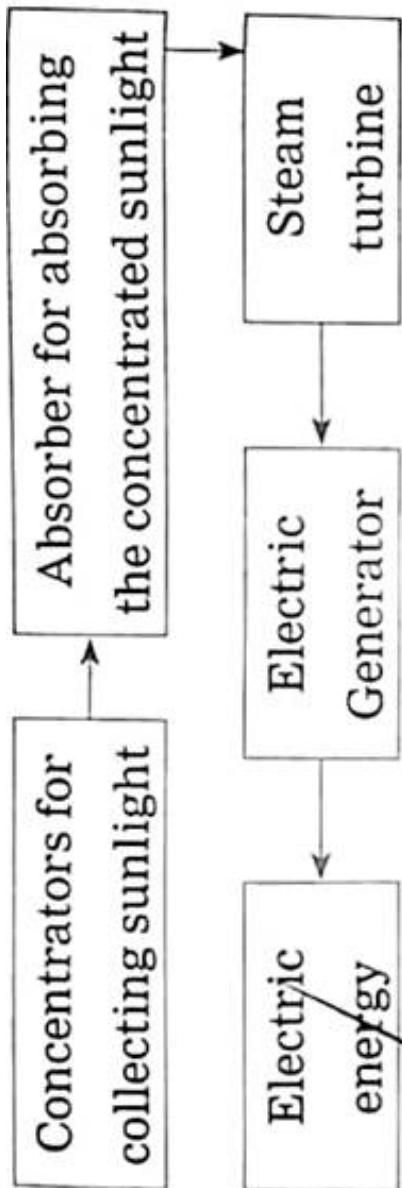 Concentrators for
collecting sunlight
Absorber for absorbing
the concentrated sunlight
Steam
turbine
Electric
Generator
Electric
energy